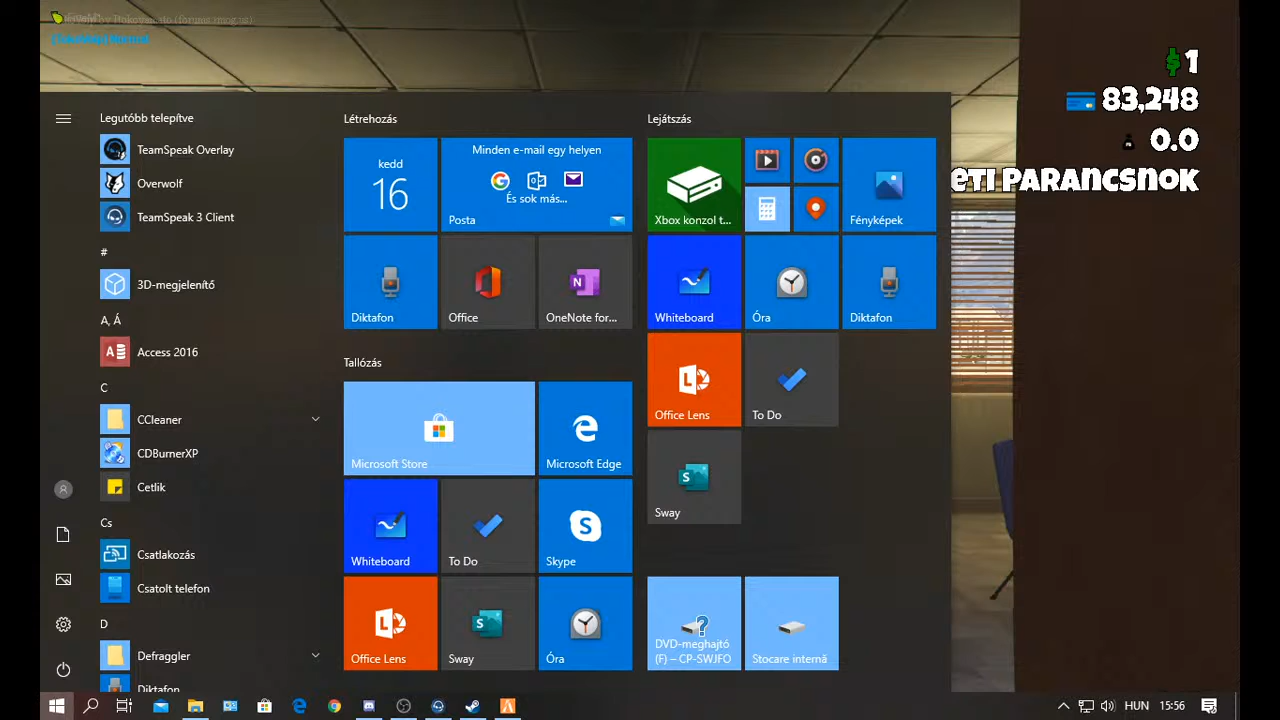 $1
83,248
0.0
ETI PARANCSNOK
Legutóbb telepítve
TeamSpeak Overlay
Overwolf
TeamSpeak 3 Client
#
3D-megjelenítő
A, Á
Access 2016
C
CCleaner
CDBurnerXP
Cetlik
Cs
Csatlakozás
Csatolt telefon
D
Defraggler
Diktafon
Létrehozás
kedd
16
Minden e-mail egy helyen
És sok más...
Posta
Diktafon
Office
OneNote for...
Tallózás
Microsoft Store
Microsoft Edge
Whiteboard
To Do
Skype
Office Lens
Sway
Óra
Lejátszás
Xbox konzol t...
Fényképek
Whiteboard
Óra
Diktafon
Office Lens
To Do
Sway
DVD-meghajtó
(F) – CP-SWJFO
Stocare internă
HUN
15:56